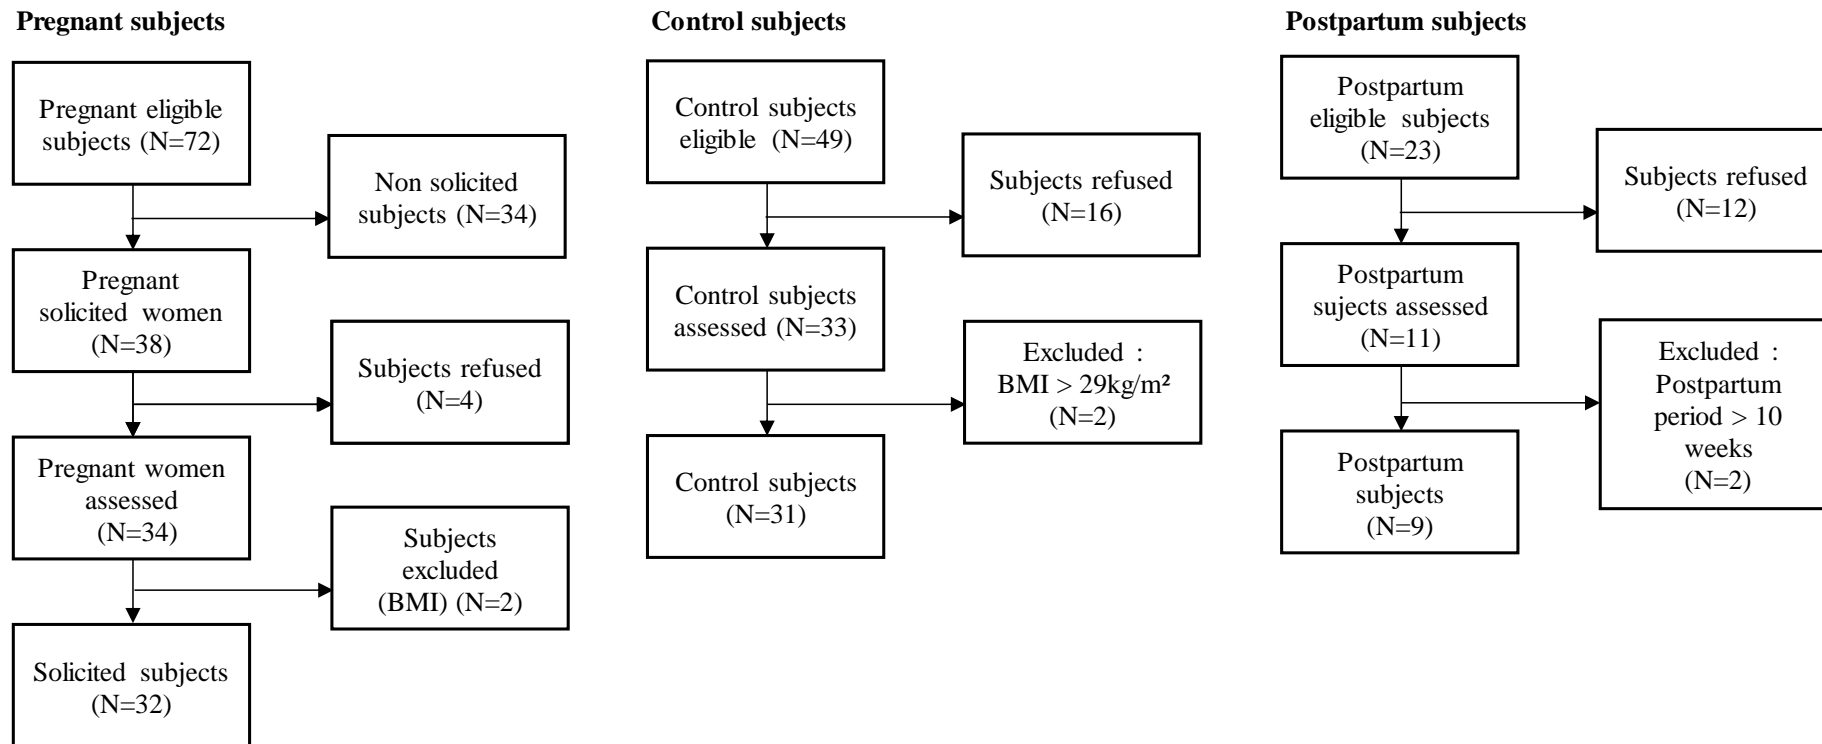 Pregnant subjects
Pregnant eligible
subjects (N=72)
Non solicited
subjects (N=34)
Pregnant
solicited women
(N=38)
Subjects refused
(N=4)
Pregnant women
assessed
(N=34)
Subjects
excluded
(BMI) (N=2)
Solicited subjects
(N=32)
Control subjects
Control subjects
eligible (N=49)
Subjects refused
(N=16)
Control subjects
assessed (N=33)
Excluded :
BMI > 29kg/m²
(N=2)
Control subjects
(N=31)
Postpartum subjects
Postpartum
eligible subjects
(N=23)
Subjects refused
(N=12)
Postpartum
sujects assessed
(N=11)
Excluded :
Postpartum
period > 10
weeks
(N=2)
Postpartum
subjects
(N=9)